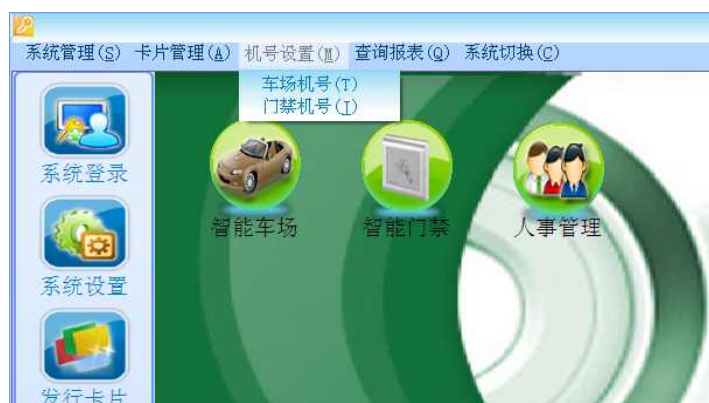 系统管理(S) 卡片管理(A) 机号设置(M) 查询报表(Q) 系统切换(C)
车场机号(T)
门禁机号(I)
系统登录
智能车场 智能门禁 人事管理
系统设置
发行卡片